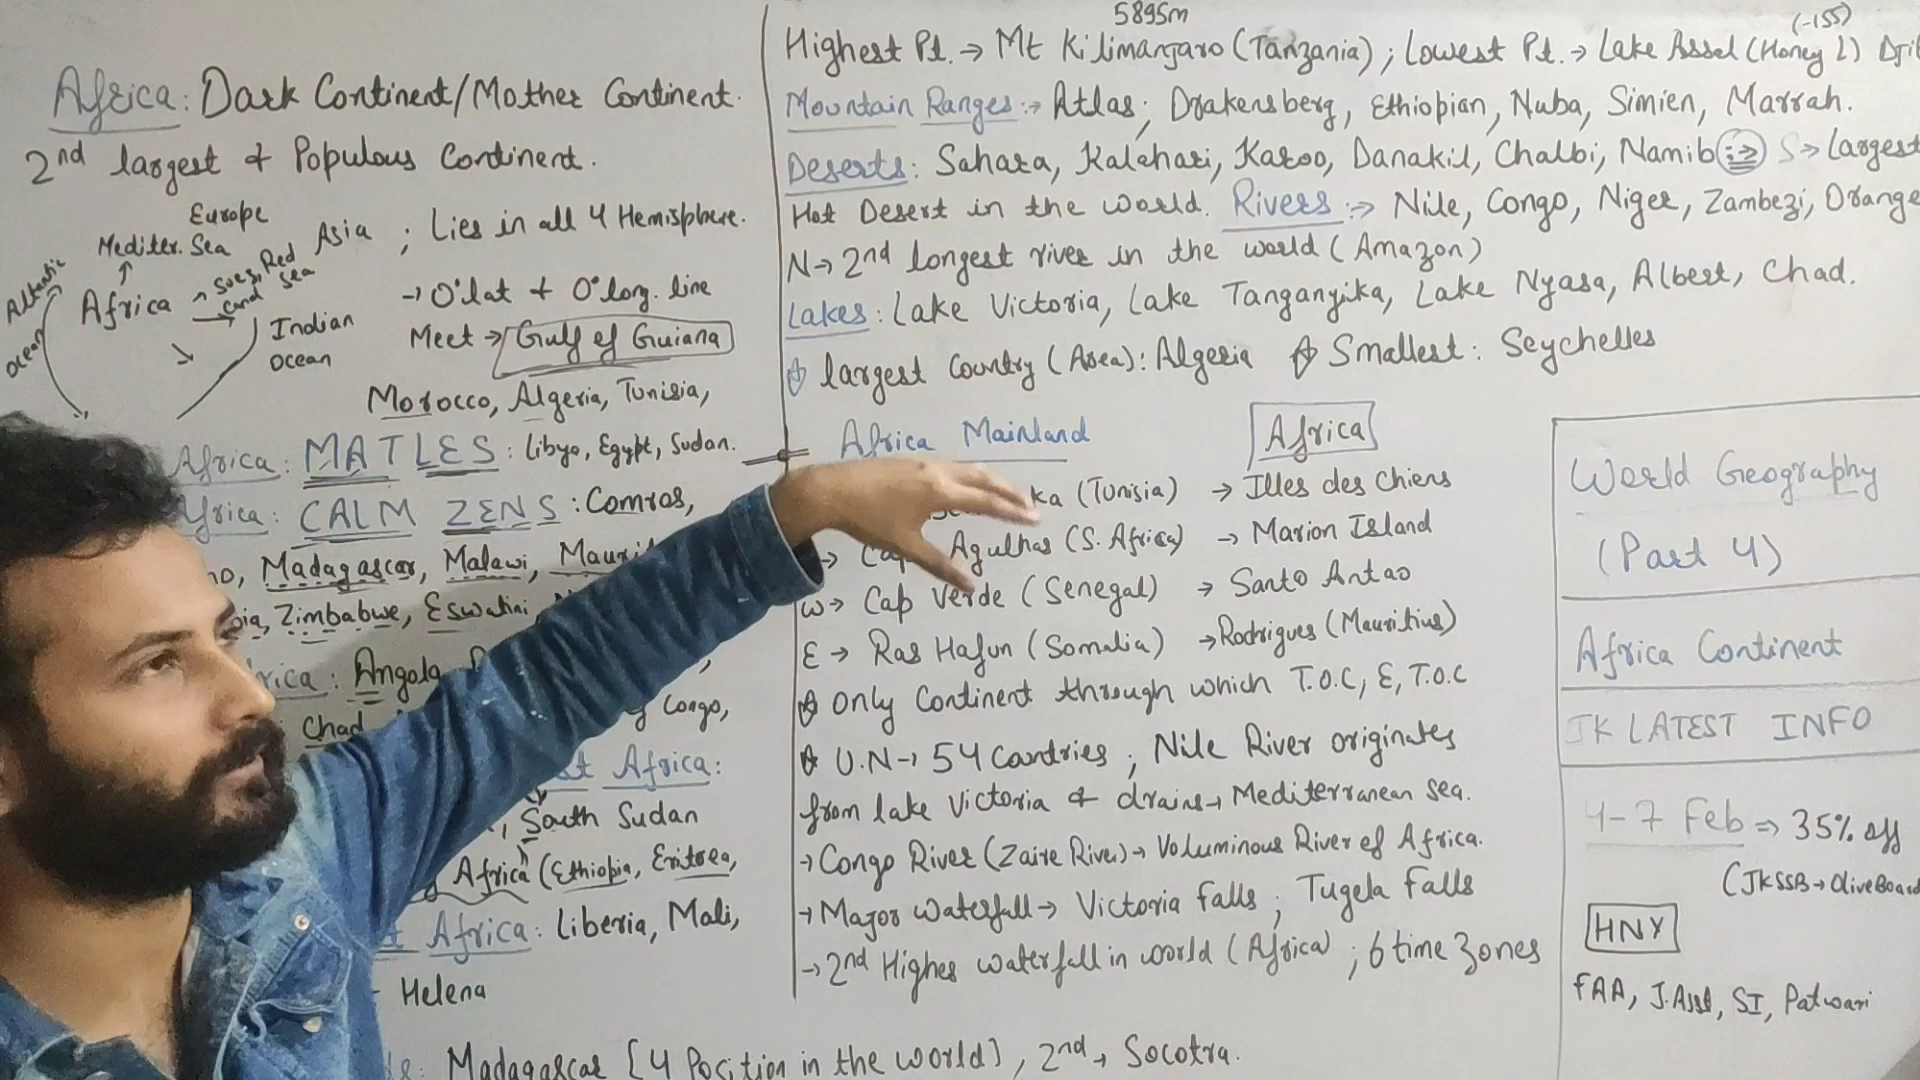 Africa: Dark Continent/Mother Continent.
2nd largest & Populous Continent.
Europe
Mediter. Sea
Asia ; Lies in all 4 Hemisphere.
Red Sea
Suez Canal
Africa
Atlantic Ocean
Indian Ocean
→ 0° lat + 0° long. line
Meet → Gulf of Guiana
Morocco, Algeria, Tunisia,
Africa: MATLES: Libya, Egypt, Sudan.
Africa: CALM ZENS: Comros,
Madagascar, Malawi,
Zimbabwe, Eswatini
Angola
Chad
Congo,
Africa:
, South Sudan
Africa (Ethiopia, Eritrea,
Africa: Liberia, Mali,
Helena
Madagascar [4 Position in the world], 2nd → Socotra.
5895m
(-155)
Highest Pt. → Mt Kilimanjaro (Tanzania); Lowest Pt. → Lake Assal (Honey L)
Mountain Ranges:→ Atlas, Drakensberg, Ethiopian, Nuba, Simien, Marrah.
Deserts: Sahara, Kalahari, Karoo, Danakil, Chalbi, Namib :→ S→ Largest
Hot Desert in the world. Rivers :→ Nile, Congo, Niger, Zambezi, Orange
N→ 2nd longest river in the world (Amazon)
Lakes: Lake Victoria, Lake Tanganyika, Lake Nyasa, Albert, Chad.
largest Country (Area): Algeria Smallest: Seychelles
Africa Mainland Africa
ka (Tunisia) → Illes des Chiens
→ Agulhas (S. Africa) → Marion Island
W→ Cap Verde (Senegal) → Santo Antao
E → Ras Hafun (Somalia) → Rodrigues (Mauritius)
Only Continent through which T.O.C, E, T.O.C
U.N→ 54 Countries ; Nile River originates
from lake Victoria & drains→ Mediterranean Sea.
→ Congo River (Zaire River)→ Voluminous River of Africa.
→ Major Waterfall→ Victoria falls ; Tugela falls
→ 2nd Highes waterfall in world (Africa) ; 6 time zones
World Geography
(Part 4)
Africa Continent
JK LATEST INFO
4-7 Feb ⇒ 35% off
(JKSSB→ OliveBoard
HNY
FAA, J.Asst, SI, Patwari